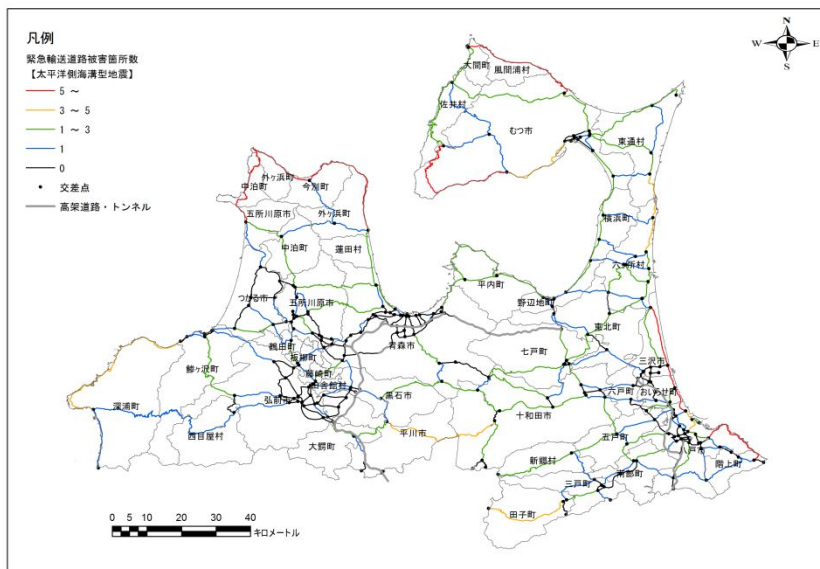 凡例
緊急輸送道路被害箇所数
【太平洋側海溝型地震】
5 ～
3 ～ 5
1 ～ 3
1
0
交差点
高架道路・トンネル
N
W
E
S
大間町
風間浦村
佐井村
むつ市
東通村
外ヶ浜町
中泊町
今別町
五所川原市
外ヶ浜町
中泊町
蓬田村
横浜町
六ヶ所村
平内町
野辺地町
つがる市
五所川原市
東北町
青森市
七戸町
鶴田町
板柳町
三沢市
鰺ヶ沢町
藤崎町
田舎館村
六戸町
おいらせ町
弘前市
黒石市
深浦町
十和田市
西目屋村
平川市
五戸町
大鰐町
八戸市
階上町
新郷村
南部町
三戸町
田子町
0 5 10 20 30 40
キロメートル